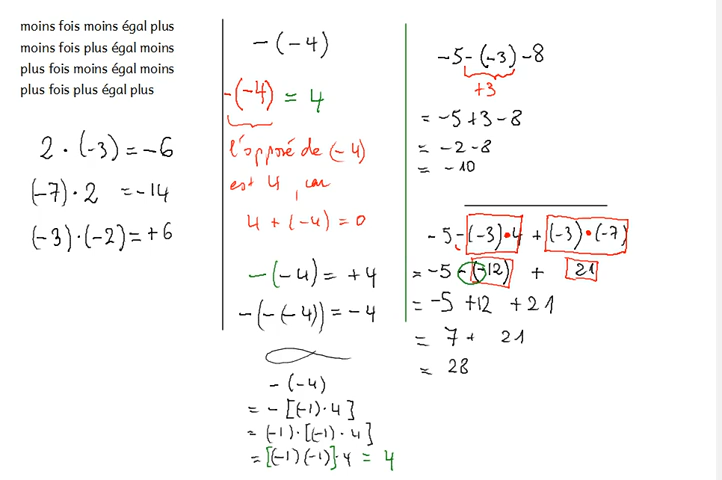 moins fois moins égal plus
moins fois plus égal moins
plus fois moins égal moins
plus fois plus égal plus
2 · (-3) = -6
(-7) · 2 = -14
(-3) · (-2) = +6
-(-4)
-(-4) = 4
l'opposé de (-4)
est 4, car
4 + (-4) = 0
-(-4) = +4
-(-(-4)) = -4
-(-4)
= -[(-1) · 4]
= (-1) · [(-1) · 4]
= [(-1)(-1)] · 4 = 4
-5 - (-3) - 8
+3
= -5 + 3 - 8
= -2 - 8
= -10
-5 - (-3) · 4 + (-3) · (-7)
= -5 - (-12) + 21
= -5 + 12 + 21
= 7 + 21
= 28